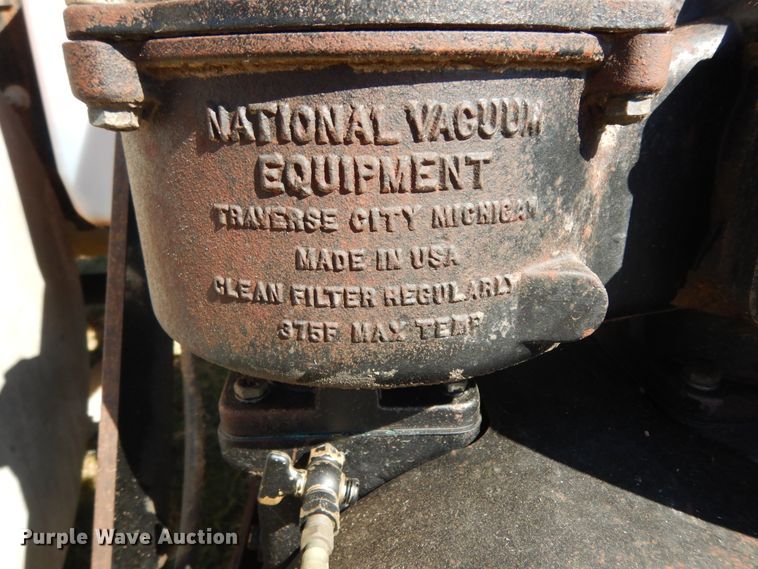 NATIONAL VACUUM
EQUIPMENT
TRAVERSE CITY MICHIGAN
MADE IN USA
CLEAN FILTER REGULARLY
375F MAX TEMP
Purple Wave Auction